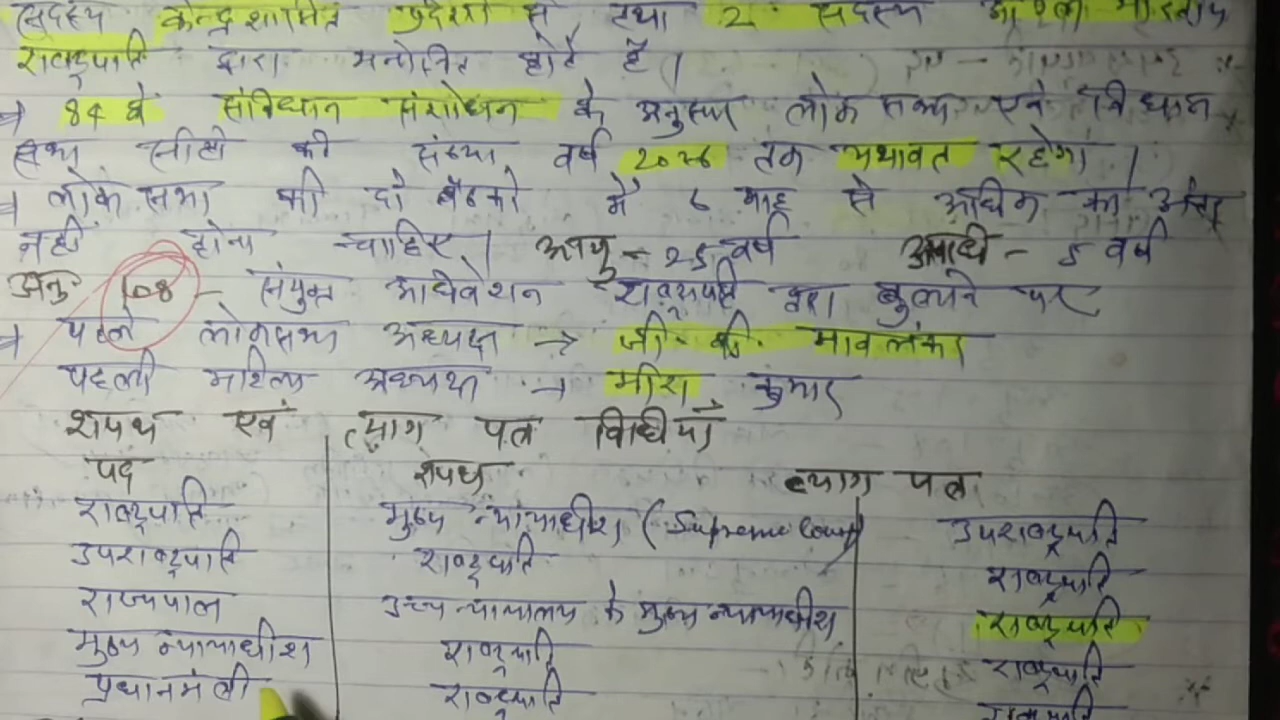 सदस्य केन्द्रशासित प्रदेशों से तथा 2 सदस्य आंग्ल भारतीय
राष्ट्रपति द्वारा मनोनित होते है।
→ 84 वे संविधान संशोधन के अनुसार लोक सभा एवं विधान
सभा सीटो की संख्या वर्ष 2026 तक यथावत रहेगा।
→ लोक सभा की दो बैठको में 6 माह से अधिक का अंतर
नहीं होना चाहिए। आयु - 25 वर्ष अवधि - 5 वर्ष
अनु 108 - संयुक्त अधिवेशन राष्ट्रपति द्वारा बुलाने पर
→ पहले लोकसभा अध्यक्ष → जी. वी. मावलंकर
पहली महिला अध्यक्ष → मीरा कुमार
शपथ एवं त्याग पत्र विधियाँ
पद शपथ त्याग पत्र
राष्ट्रपति मुख्य न्यायाधीश (Supreme Court) उपराष्ट्रपति
उपराष्ट्रपति राष्ट्रपति राष्ट्रपति
राज्यपाल उच्च न्यायालय के मुख्य न्यायाधीश राष्ट्रपति
मुख्य न्यायाधीश राष्ट्रपति राष्ट्रपति
प्रधानमंत्री राष्ट्रपति राष्ट्रपति